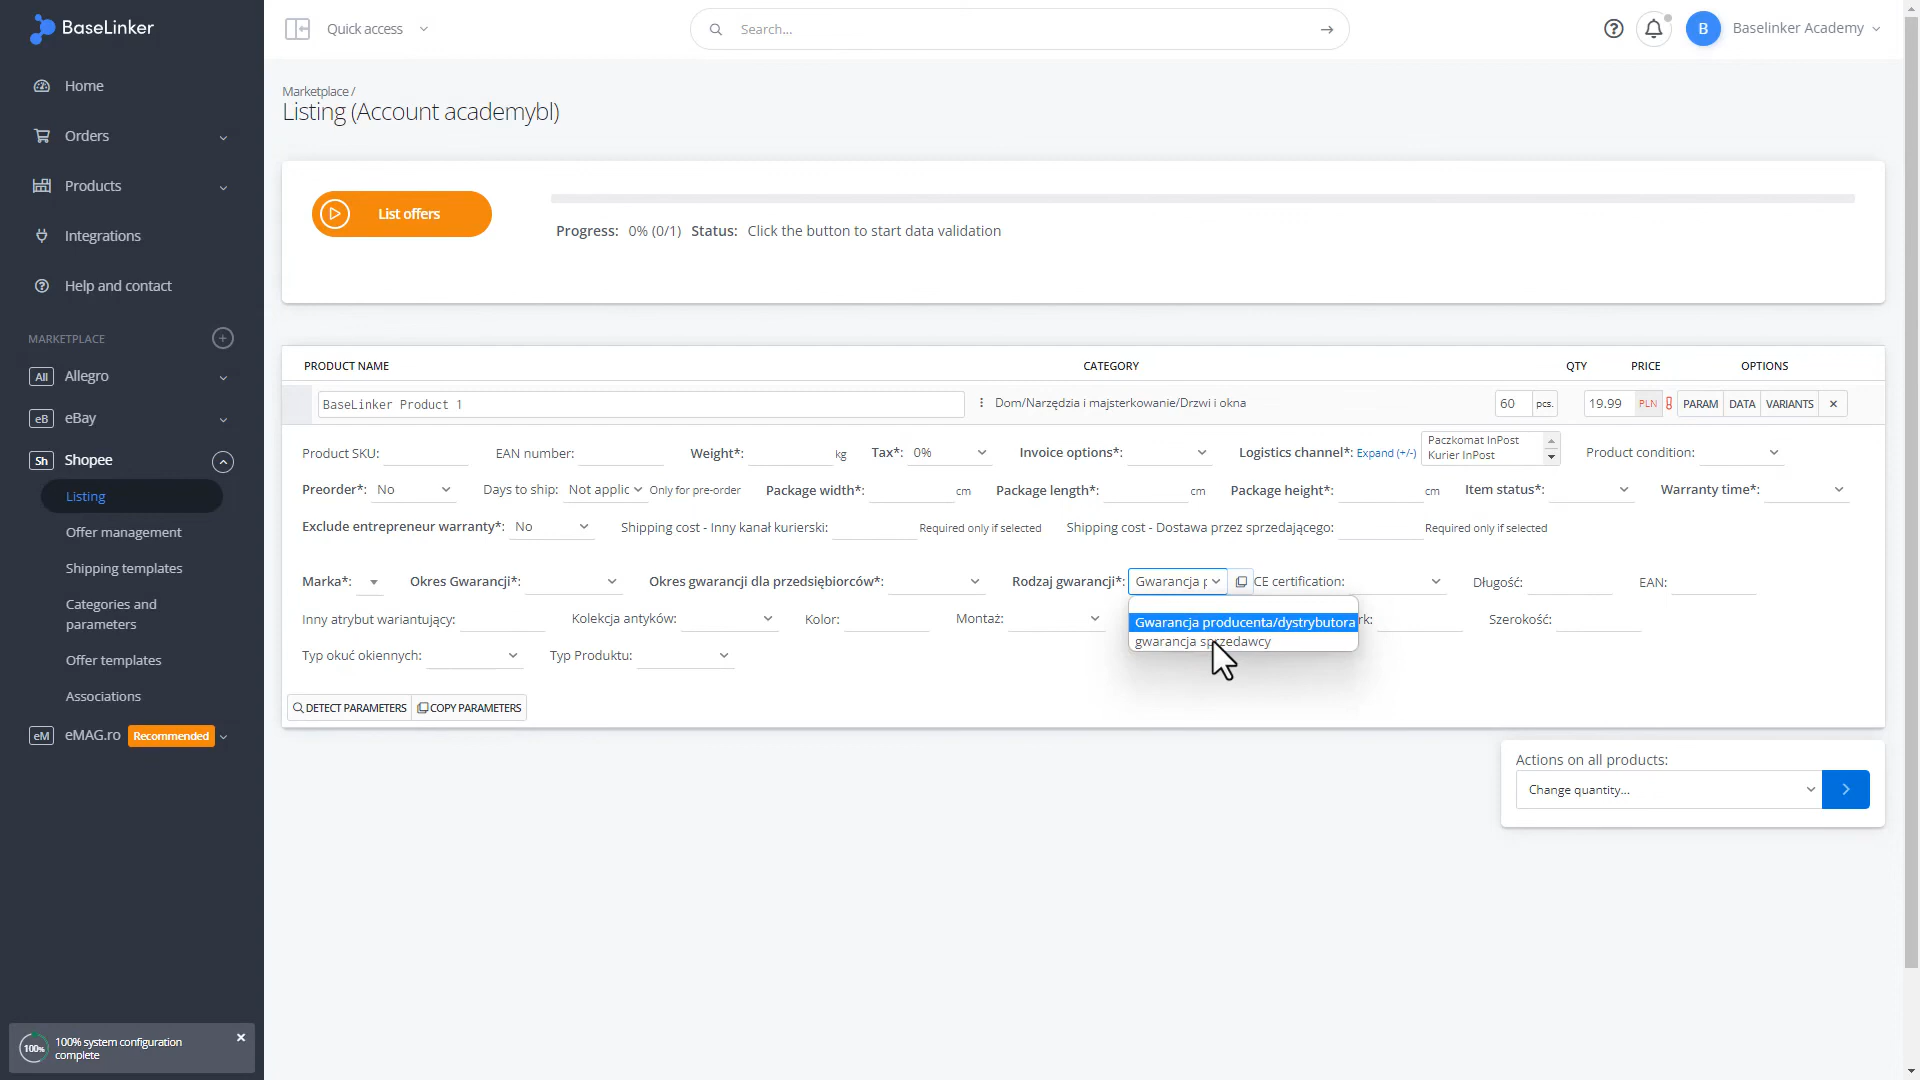 BaseLinker
Quick access
Search...
B
Baselinker Academy
Home
Orders
Products
Integrations
Help and contact
MARKETPLACE
All Allegro
eB eBay
Sh Shopee
Listing
Offer management
Shipping templates
Categories and
parameters
Offer templates
Associations
eM eMAG.ro Recommended
100% 100% system configuration
complete
Marketplace /
Listing (Account academybl)
List offers
Progress: 0% (0/1) Status: Click the button to start data validation
PRODUCT NAME CATEGORY QTY PRICE OPTIONS
BaseLinker Product 1 Dom/Narzędzia i majsterkowanie/Drzwi i okna 60 pcs. 19.99 PLN PARAM DATA VARIANTS
Product SKU: EAN number: Weight*: kg Tax*: 0% Invoice options*: Logistics channel*: Expand (+/-) Paczkomat InPost
Kurier InPost
Product condition:
Preorder*: No Days to ship: Not applic Only for pre-order Package width*: cm Package length*: cm Package height*: cm Item status*: Warranty time*:
Exclude entrepreneur warranty*: No Shipping cost - Inny kanał kurierski: Required only if selected Shipping cost - Dostawa przez sprzedającego: Required only if selected
Marka*: Okres Gwarancji*: Okres gwarancji dla przedsiębiorców*: Rodzaj gwarancji*: Gwarancja p CE certification: Długość: EAN:
Gwarancja producenta/dystrybutora
gwarancja sprzedawcy
Inny atrybut wariantujący: Kolekcja antyków: Kolor: Montaż: rk: Szerokość:
Typ okuć okiennych: Typ Produktu:
DETECT PARAMETERS COPY PARAMETERS
Actions on all products:
Change quantity...